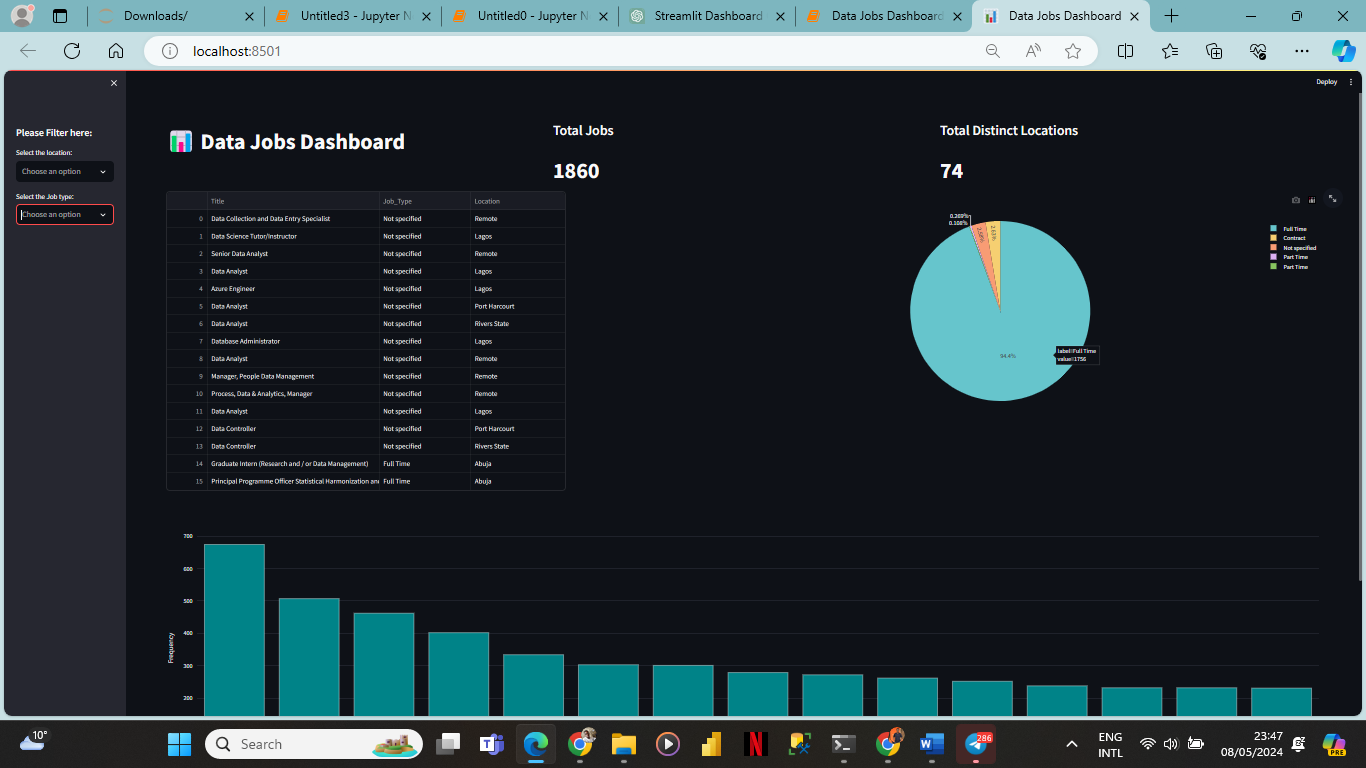 Downloads/
Untitled3 - Jupyter N
Untitled0 - Jupyter N
Streamlit Dashboard
Data Jobs Dashboard
Data Jobs Dashboard
localhost:8501
Deploy
Please Filter here:
Select the location:
Choose an option
Select the Job type:
Choose an option
Data Jobs Dashboard
Total Jobs
1860
Total Distinct Locations
74
Title Job_Type Location
0 Data Collection and Data Entry Specialist Not specified Remote
1 Data Science Tutor/Instructor Not specified Lagos
2 Senior Data Analyst Not specified Remote
3 Data Analyst Not specified Lagos
4 Azure Engineer Not specified Lagos
5 Data Analyst Not specified Port Harcourt
6 Data Analyst Not specified Rivers State
7 Database Administrator Not specified Lagos
8 Data Analyst Not specified Remote
9 Manager, People Data Management Not specified Remote
10 Process, Data & Analytics, Manager Not specified Remote
11 Data Analyst Not specified Lagos
12 Data Controller Not specified Port Harcourt
13 Data Controller Not specified Rivers State
14 Graduate Intern (Research and / or Data Management) Full Time Abuja
15 Principal Programme Officer Statistical Harmonization an Full Time Abuja
0.269%
0.108%
94.4%
label=Full Time
value=1756
Full Time
Contract
Not specified
Part Time
Part Time
700
600
500
400
300
200
Frequency
10°
Search
286
ENG
INTL
23:47
08/05/2024
PRE